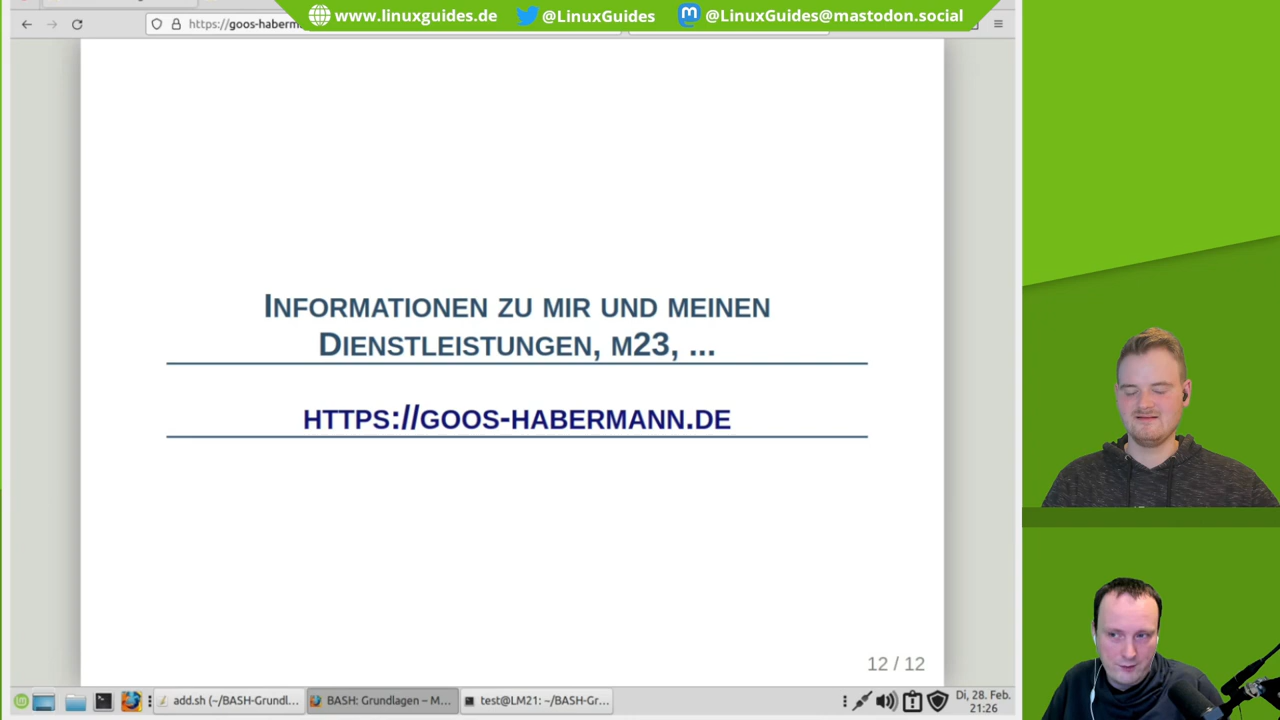 www.linuxguides.de @LinuxGuides @LinuxGuides@mastodon.social
https://goos-haberm
INFORMATIONEN ZU MIR UND MEINEN
DIENSTLEISTUNGEN, M23, ...
HTTPS://GOOS-HABERMANN.DE
12 / 12
add.sh (~/BASH-Grundl... BASH: Grundlagen – M... test@LM21: ~/BASH-Gr... Di, 28. Feb.
21:26